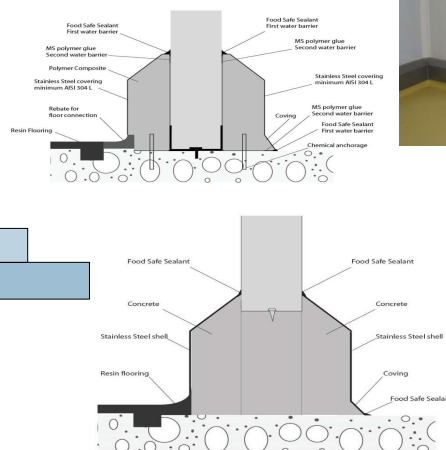 Food Safe Sealant
First water barrier
MS polymer glue
Second water barrier
Polymer Composite
Stainless Steel covering
minimum AISI 304 L
Rebate for
floor connection
Resin Flooring
Food Safe Sealant
First water barrier
MS polymer glue
Second water barrier
Stainless Steel covering
minimum AISI 304 L
Coving
MS polymer glue
Second water barrier
Food Safe Sealant
First water barrier
Chemical anchorage
Food Safe Sealant
Concrete
Stainless Steel shell
Resin flooring
Food Safe Sealant
Concrete
Stainless Steel shell
Coving
Food Safe Sealan